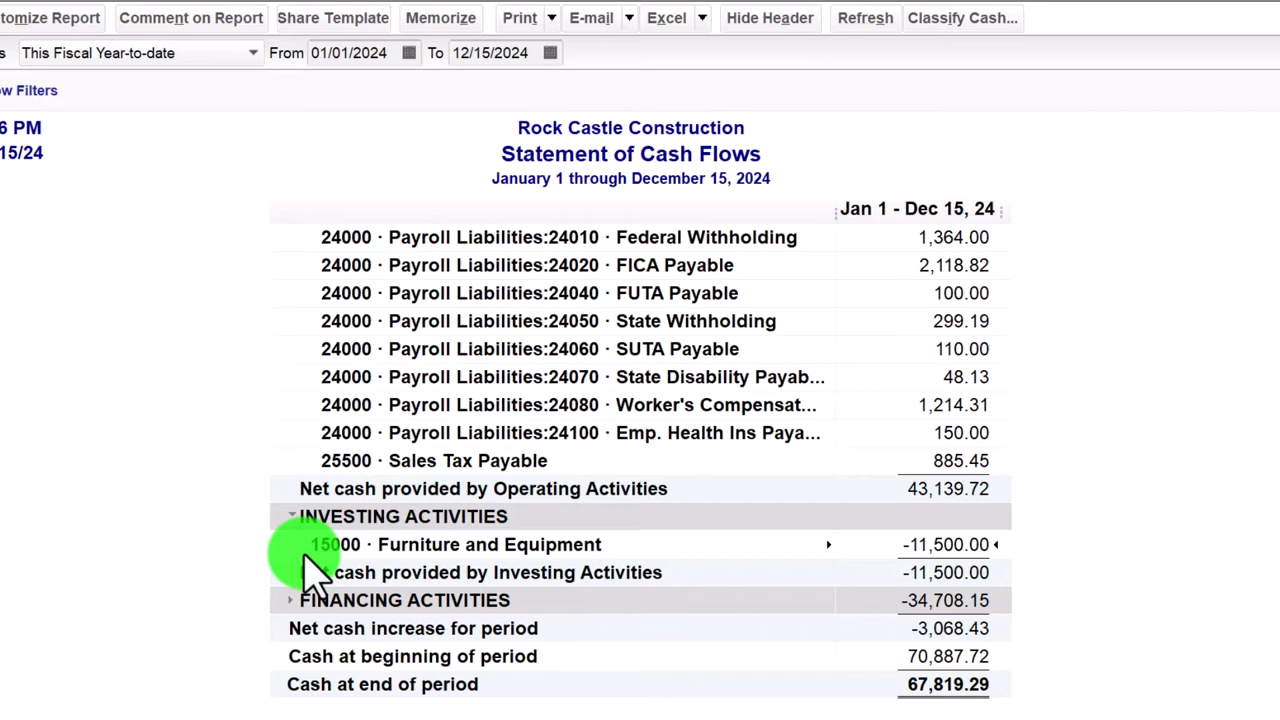 tomize Report Comment on Report Share Template Memorize Print E-mail Excel Hide Header Refresh Classify Cash...
s This Fiscal Year-to-date From 01/01/2024 To 12/15/2024
ow Filters
6 PM Rock Castle Construction
15/24 Statement of Cash Flows
January 1 through December 15, 2024
Jan 1 - Dec 15, 24
24000 · Payroll Liabilities:24010 · Federal Withholding 1,364.00
24000 · Payroll Liabilities:24020 · FICA Payable 2,118.82
24000 · Payroll Liabilities:24040 · FUTA Payable 100.00
24000 · Payroll Liabilities:24050 · State Withholding 299.19
24000 · Payroll Liabilities:24060 · SUTA Payable 110.00
24000 · Payroll Liabilities:24070 · State Disability Payab... 48.13
24000 · Payroll Liabilities:24080 · Worker's Compensat... 1,214.31
24000 · Payroll Liabilities:24100 · Emp. Health Ins Paya... 150.00
25500 · Sales Tax Payable 885.45
Net cash provided by Operating Activities 43,139.72
INVESTING ACTIVITIES
15000 · Furniture and Equipment -11,500.00
cash provided by Investing Activities -11,500.00
FINANCING ACTIVITIES -34,708.15
Net cash increase for period -3,068.43
Cash at beginning of period 70,887.72
Cash at end of period 67,819.29